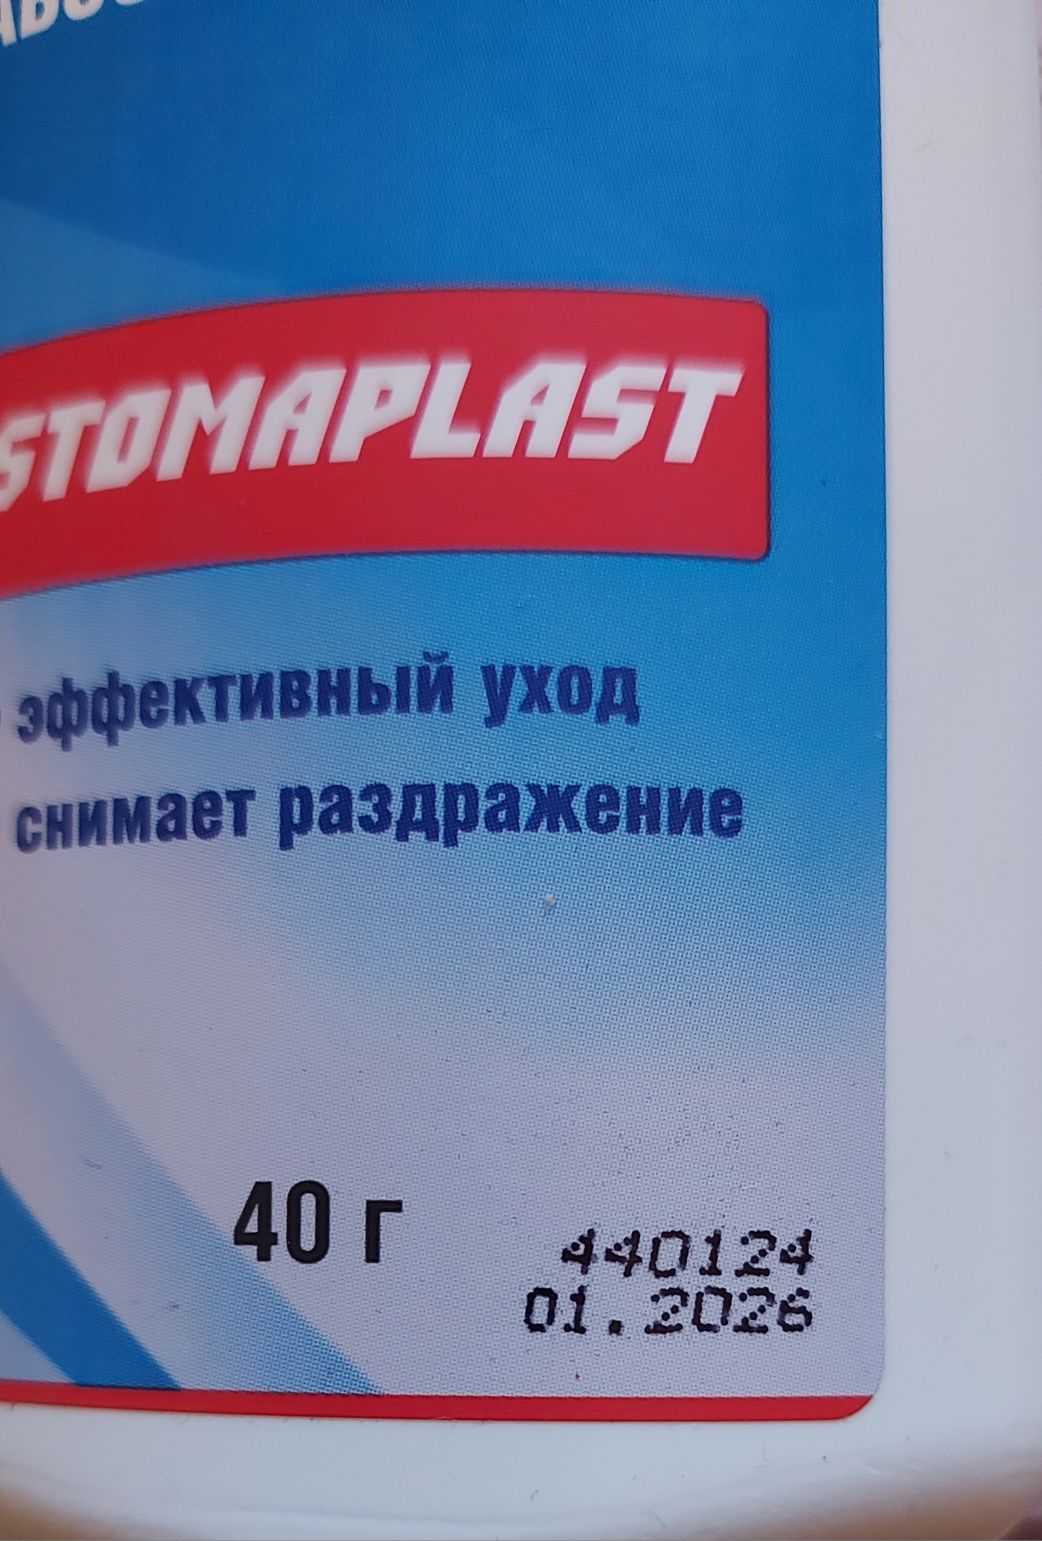 STOMAPLAST
эффективный уход
снимает раздражение
40 г
440124
01.2026